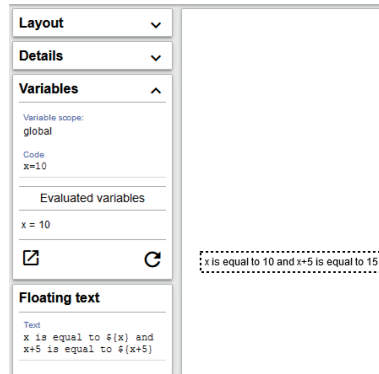 Layout
Details
Variables
Variable scope:
global
Code
x=10
Evaluated variables
x = 10
Floating text
Text
x is equal to ${x} and
x+5 is equal to ${x+5}
x is equal to 10 and x+5 is equal to 15